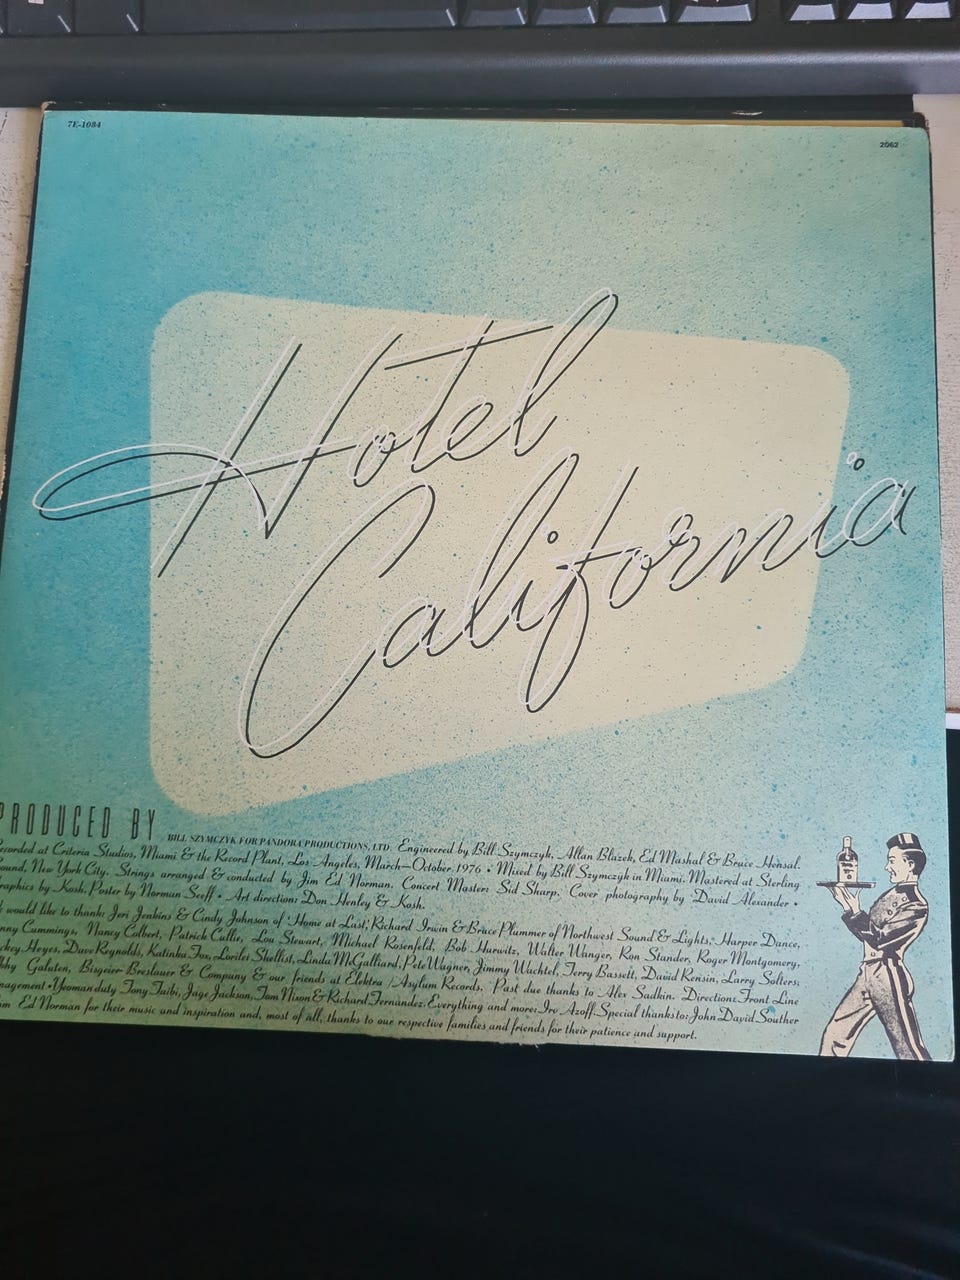 7E-1084
2062
Hotel
California
PRODUCED BY
BILL SZYMCZYK FOR PANDORA PRODUCTIONS, LTD. Engineered by Bill Szymczyk, Allan Blazek, Ed Mashal & Bruce Hensal.
Recorded at Criteria Studios, Miami & the Record Plant, Los Angeles, March-October 1976 • Mixed by Bill Szymczyk in Miami. Mastered at Sterling
Sound, New York City. Strings arranged & conducted by Jim Ed Norman. Concert Master: Sid Sharp. Cover photography by David Alexander •
Graphics by Kosh. Poster by Norman Seeff • Art direction: Don Henley & Kosh.
would like to thank: Jeri Jenkins & Cindy Johnson of 'Home at Last,' Richard Irwin & Bruce Plummer of Northwest Sound & Lights, Harper Dance,
Cummings, Nancy Colbert, Patrick Cullie, Lou Stewart, Michael Rosenfeld, Bob Hurwitz, Walter Wanger, Ron Stander, Roger Montgomery,
Heyes, Dave Reynolds, Katinka Fox, Lorilet Shellist, Linda McGalliard, Pete Wagner, Jimmy Wachtel, Terry Bassett, David Krisin, Larry Solters,
Galuten, Bisgeier-Breslauer & Company & our friends at Elektra/Asylum Records. Past due thanks to Alex Sadkin. Direction: Front Line
Management • Yeoman duty Tony Taibi, Jage Jackson, Tom Nixon & Richard Fernandez. Everything and more: Irv Azoff. Special thanks to: John David Souther
Ed Norman for their music and inspiration and, most of all, thanks to our respective families and friends for their patience and support.